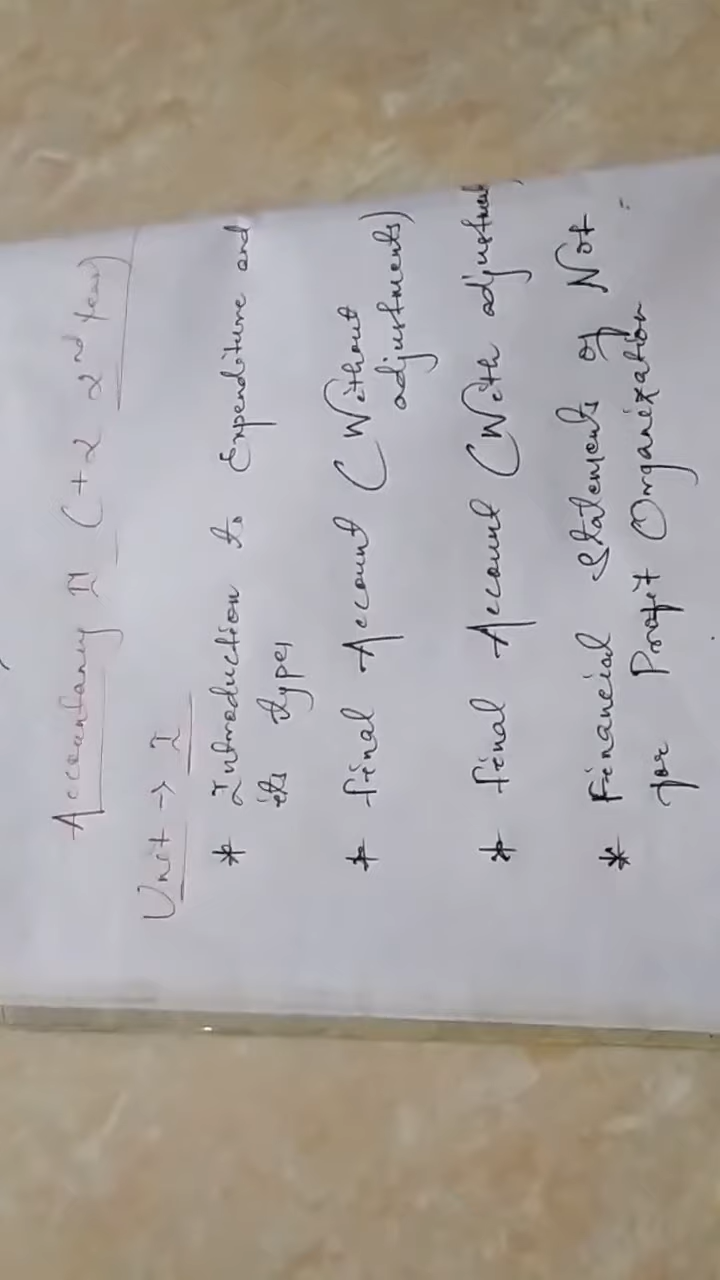 Accountancy II (+2 2nd Year)
Unit → I
* Introduction to Expenditure and
its types
* Final Account (Without
adjustments)
* Final Account (With adjustment
* Financial Statements of Not
for Profit Organization